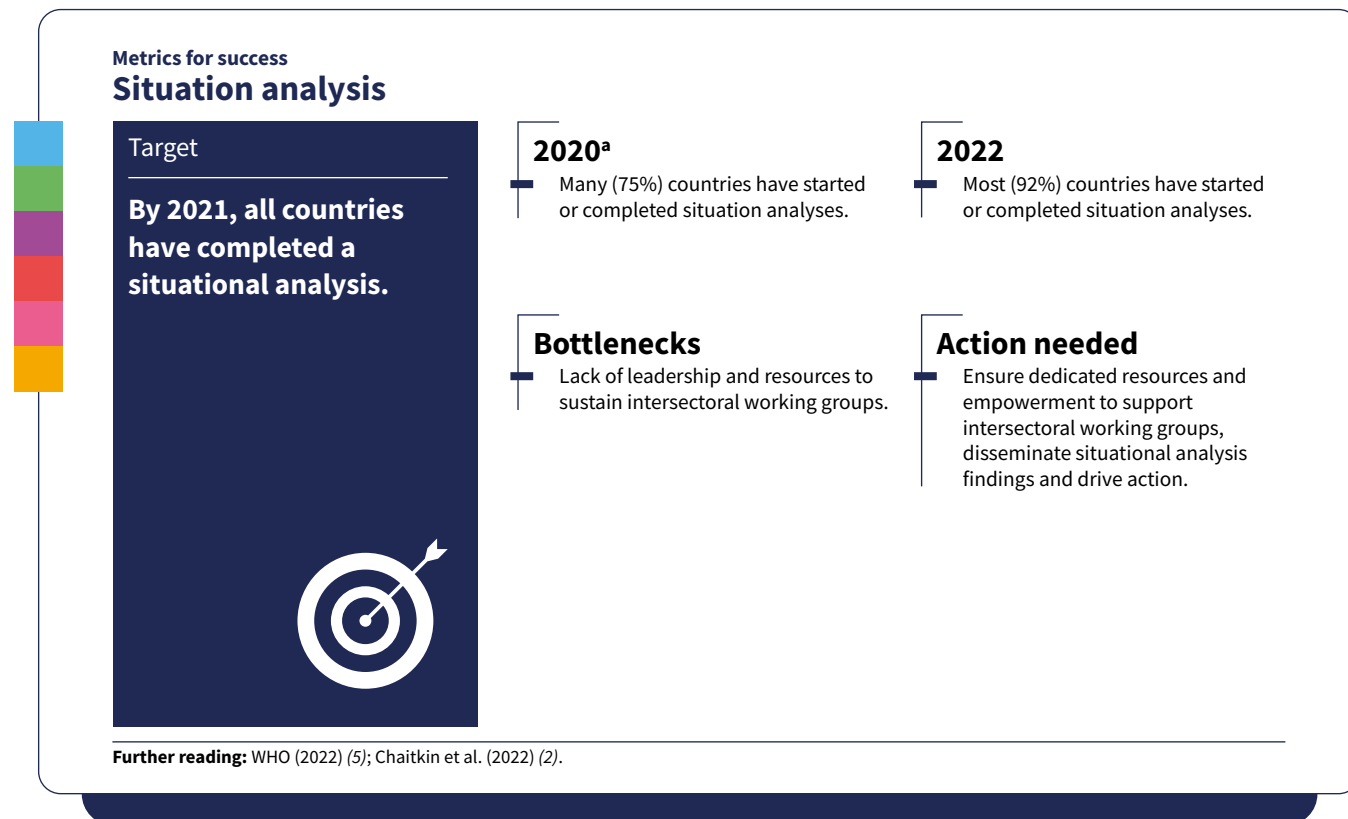 Metrics for success
Situation analysis
Target
By 2021, all countries
have completed a
situational analysis.
2020ᵃ
Many (75%) countries have started
or completed situation analyses.
2022
Most (92%) countries have started
or completed situation analyses.
Bottlenecks
Lack of leadership and resources to
sustain intersectoral working groups.
Action needed
Ensure dedicated resources and
empowerment to support
intersectoral working groups,
disseminate situational analysis
findings and drive action.
Further reading: WHO (2022) (5); Chaitkin et al. (2022) (2).